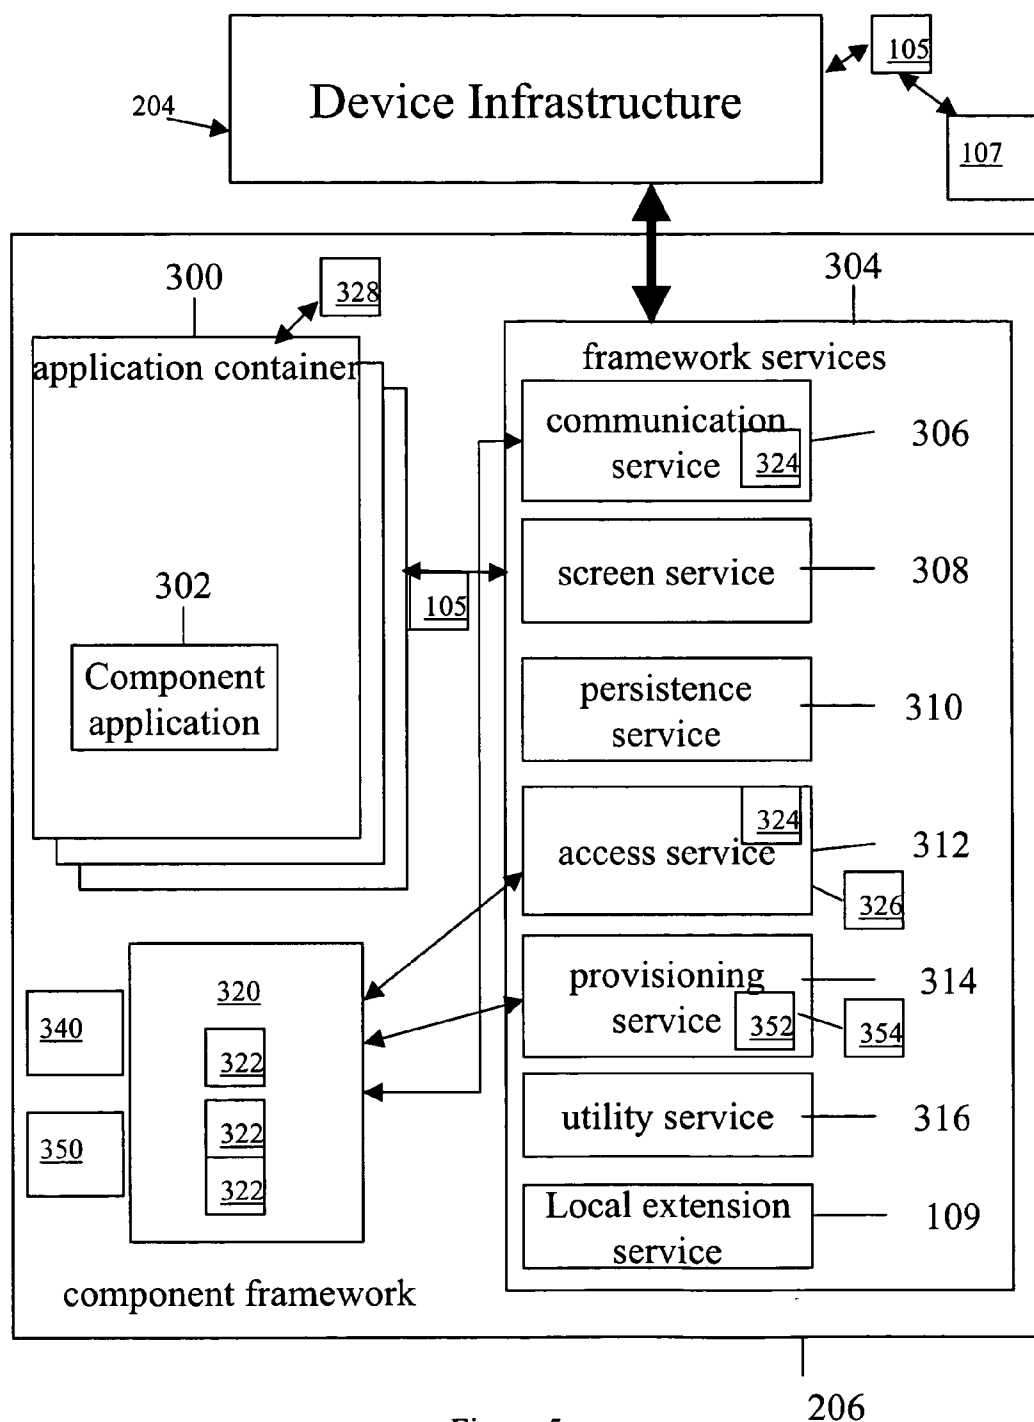 Device Infrastructure
105
204
107
300
328
304
application container
framework services
communication
service
324
306
302
Component
application
105
screen service
308
persistence
service
310
324
access service
312
326
320
340
322
provisioning
service
352
314
354
350
322
322
utility service
316
Local extension
service
109
component framework
206